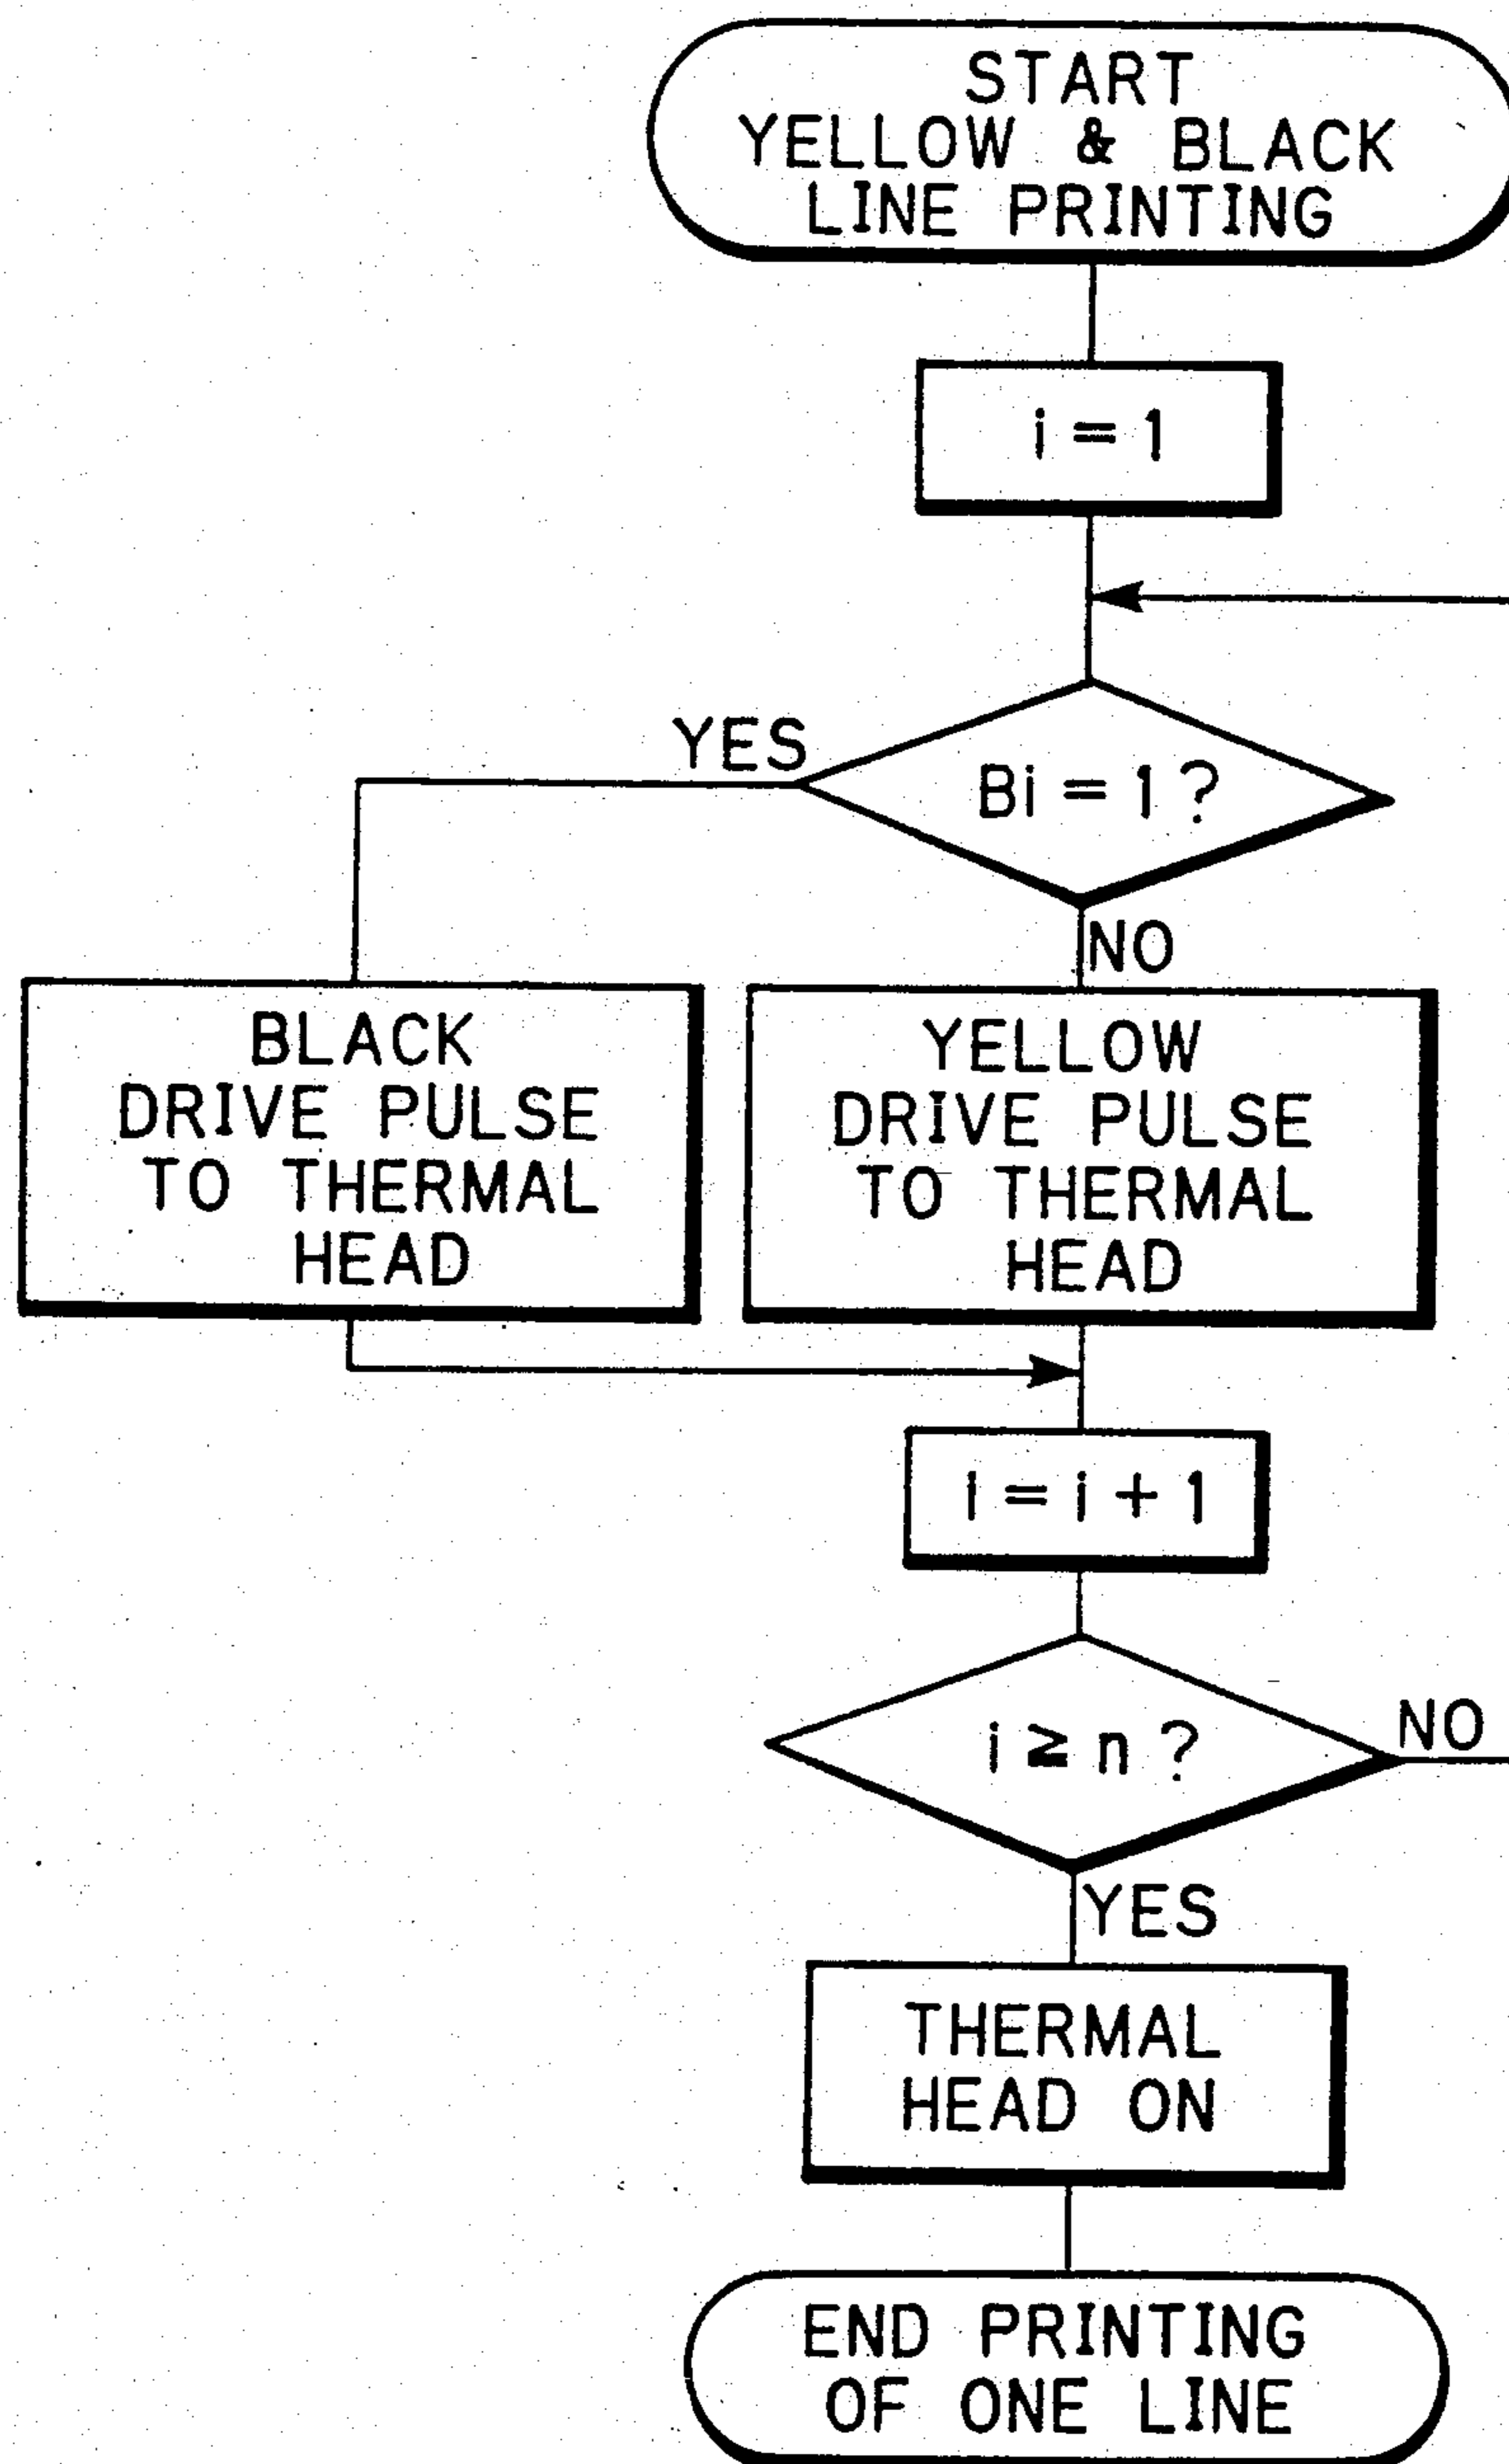 START
YELLOW & BLACK
LINE PRINTING
i = 1
YES
Bi = 1 ?
NO
BLACK
DRIVE PULSE
TO THERMAL
HEAD
YELLOW
DRIVE PULSE
TO THERMAL
HEAD
i = i + 1
i ≥ n ?
NO
YES
THERMAL
HEAD ON
END PRINTING
OF ONE LINE